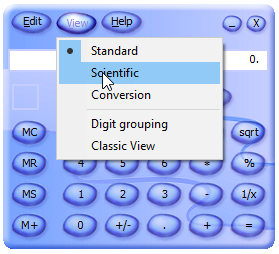 Edit View Help _ X
Standard
0.
Scientific
Conversion
Digit grouping
MC sqrt
Classic View
MR 4 5 6 * %
MS 1 2 3 - 1/x
M+ 0 +/- . + =